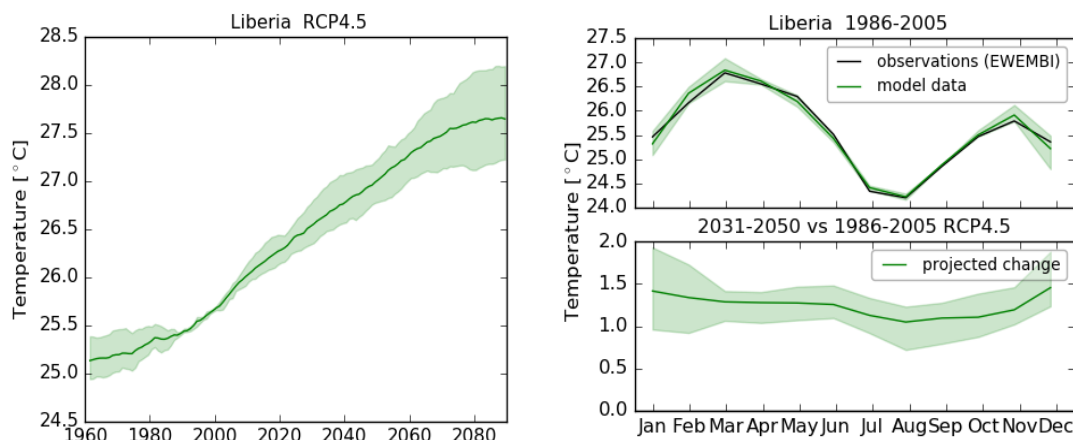 Liberia RCP4.5
Temperature [°C]
28.5
28.0
27.5
27.0
26.5
26.0
25.5
25.0
24.5
1960 1980 2000 2020 2040 2060 2080
Liberia 1986-2005
Temperature [°C]
27.5
27.0
26.5
26.0
25.5
25.0
24.5
24.0
observations (EWEMBI)
model data
2031-2050 vs 1986-2005 RCP4.5
2.0
1.5
1.0
0.5
0.0
projected change
Jan Feb Mar Apr May Jun Jul Aug Sep Oct Nov Dec